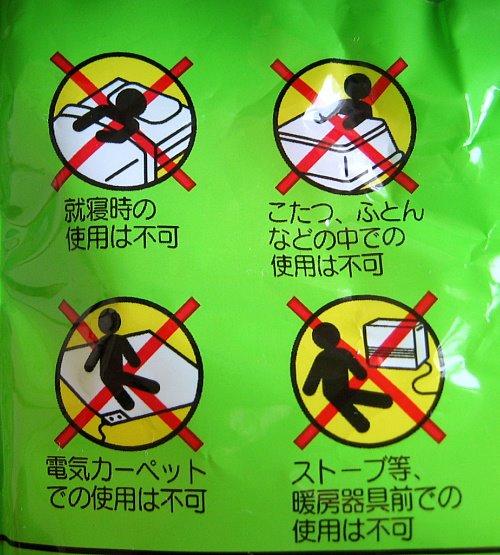 就寝時の
使用は不可
こたつ、ふとん
などの中での
使用は不可
電気カーペット
での使用は不可
ストーブ等、
暖房器具前での
使用は不可